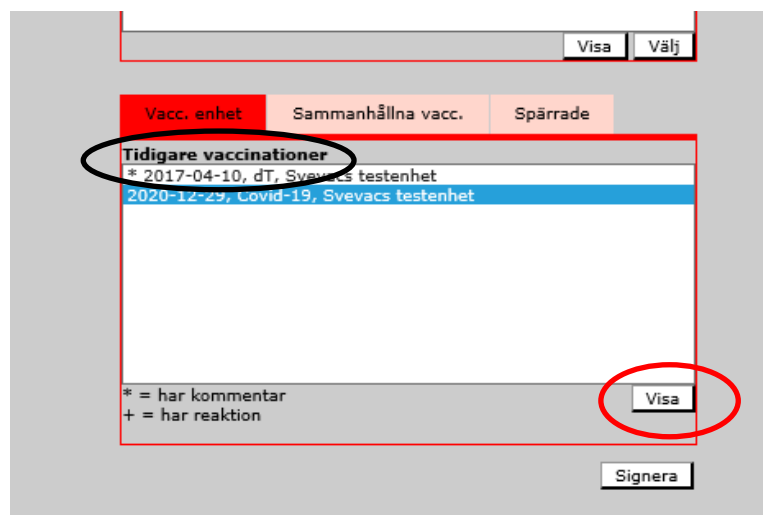 Visa Välj
Vacc. enhet Sammanhållna vacc. Spärrade
Tidigare vaccinationer
* 2017-04-10, dT, Svevacs testenhet
2020-12-29, Covid-19, Svevacs testenhet
* = har kommentar
Visa
+ = har reaktion
Signera